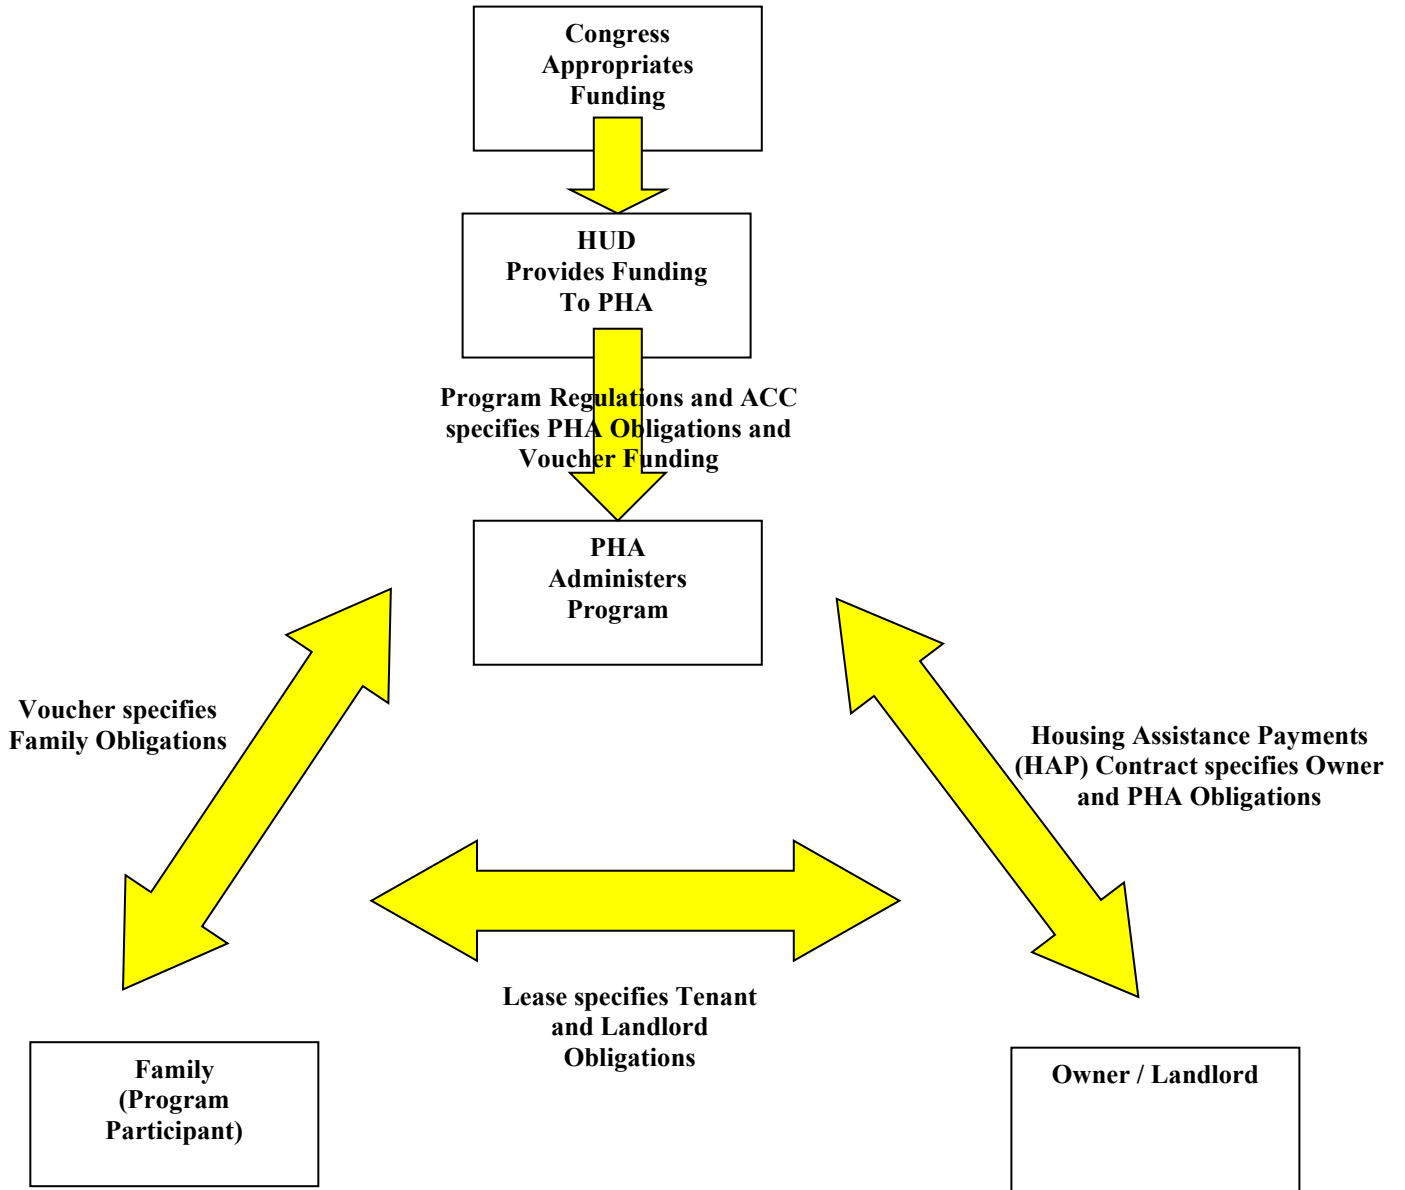 Congress
Appropriates
Funding
HUD
Provides Funding
To PHA
Program Regulations and ACC
specifies PHA Obligations and
Voucher Funding
PHA
Administers
Program
Voucher specifies
Family Obligations
Housing Assistance Payments
(HAP) Contract specifies Owner
and PHA Obligations
Lease specifies Tenant
and Landlord
Obligations
Family
(Program
Participant)
Owner / Landlord